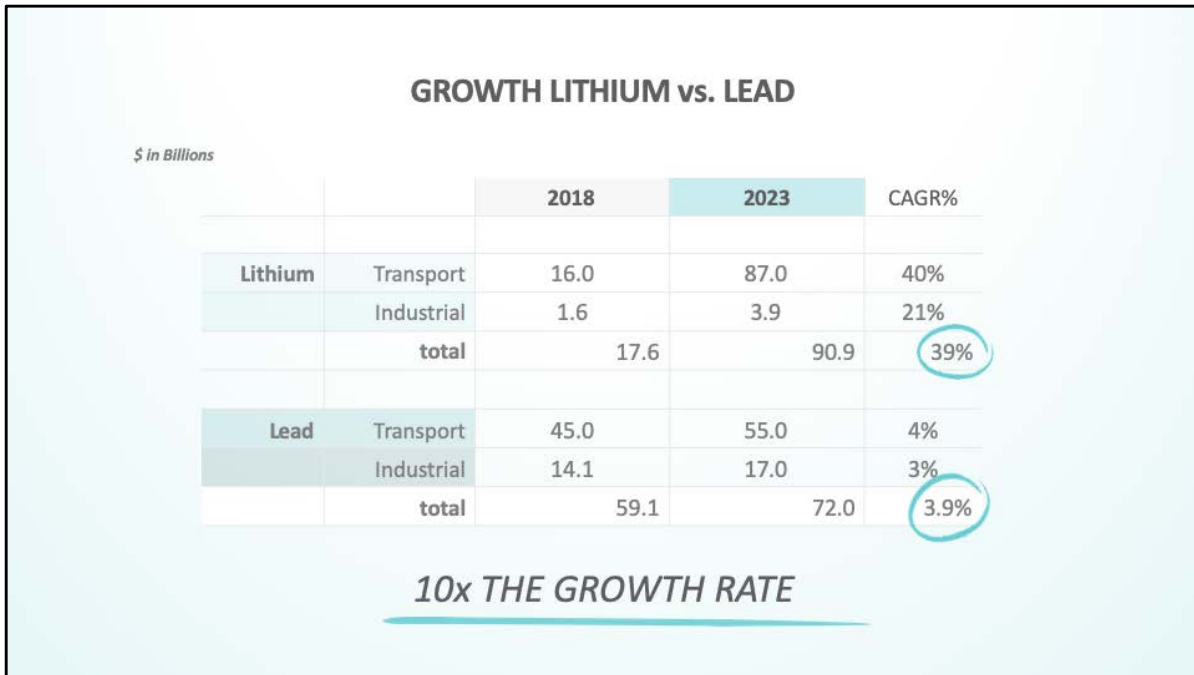 GROWTH LITHIUM vs. LEAD
$ in Billions
2018 2023 CAGR%
Lithium Transport 16.0 87.0 40%
Industrial 1.6 3.9 21%
total 17.6 90.9 39%
Lead Transport 45.0 55.0 4%
Industrial 14.1 17.0 3%
total 59.1 72.0 3.9%
10x THE GROWTH RATE